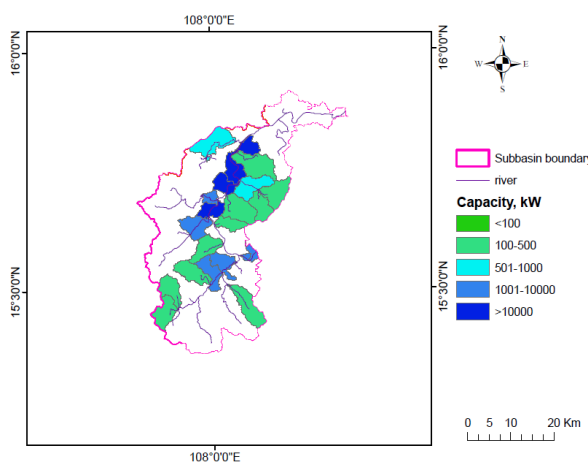 108°0'0"E
16°0'0"N
16°0'0"N
N
W E
S
Subbasin boundary
river
Capacity, kW
<100
100-500
501-1000
1001-10000
>10000
15°30'0"N
15°30'0"N
0 5 10 20 Km
108°0'0"E